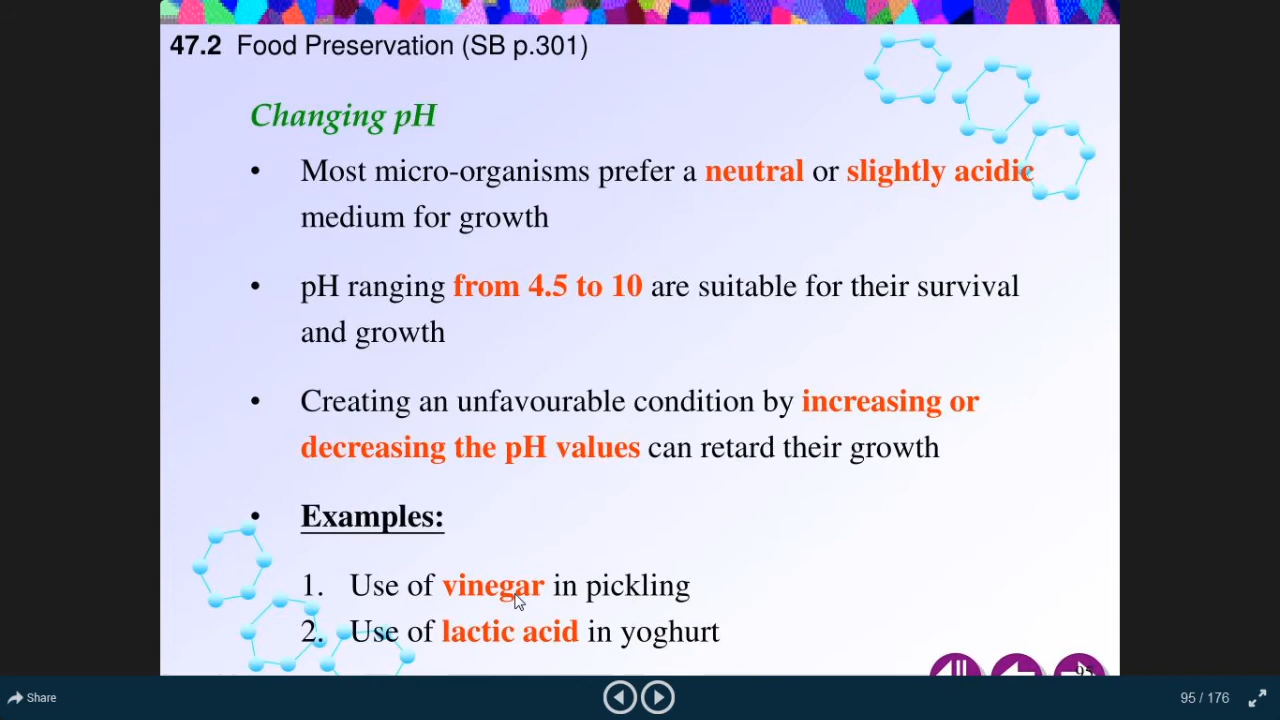 47.2 Food Preservation (SB p.301)
Changing pH
• Most micro-organisms prefer a neutral or slightly acidic
medium for growth
• pH ranging from 4.5 to 10 are suitable for their survival
and growth
• Creating an unfavourable condition by increasing or
decreasing the pH values can retard their growth
• Examples:
1. Use of vinegar in pickling
2. Use of lactic acid in yoghurt
Share
95 / 176